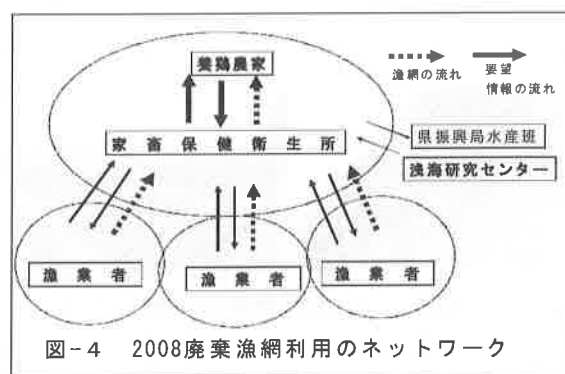 養鶏農家
漁網の流れ
要望
情報の流れ
家畜保健衛生所
県振興局水産班
浅海研究センター
漁業者
漁業者
漁業者
図-4 2008廃棄漁網利用のネットワーク